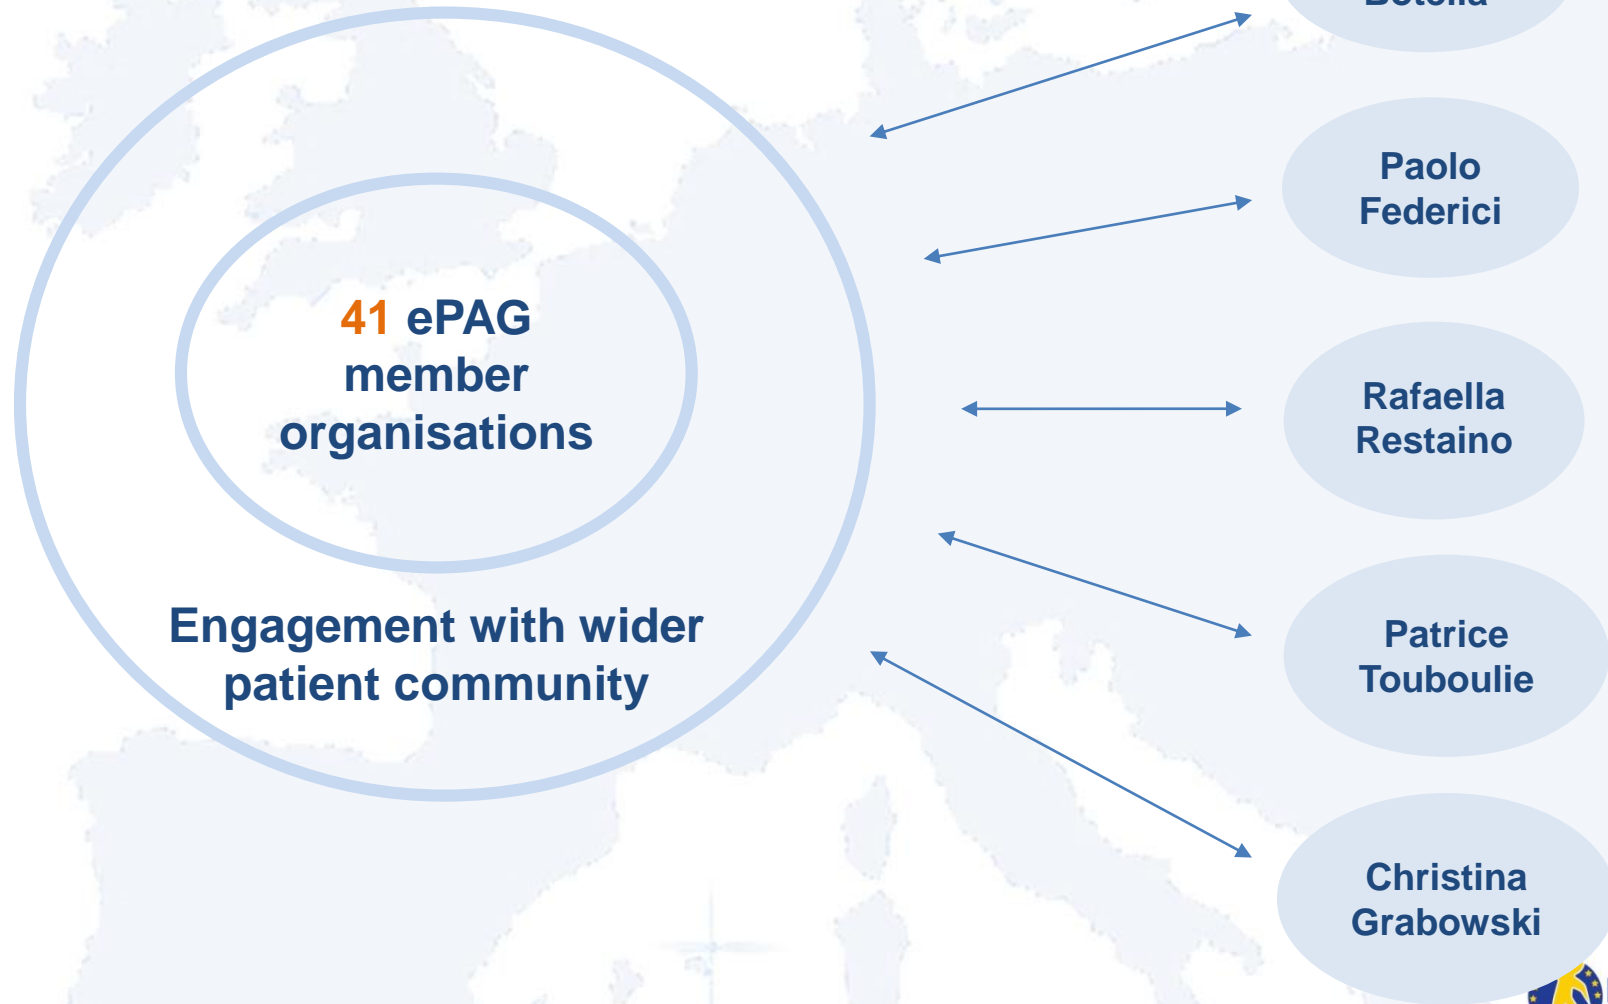 41 ePAG
member
organisations
Engagement with wider
patient community
Paolo
Federici
Rafaella
Restaino
Patrice
Touboulie
Christina
Grabowski